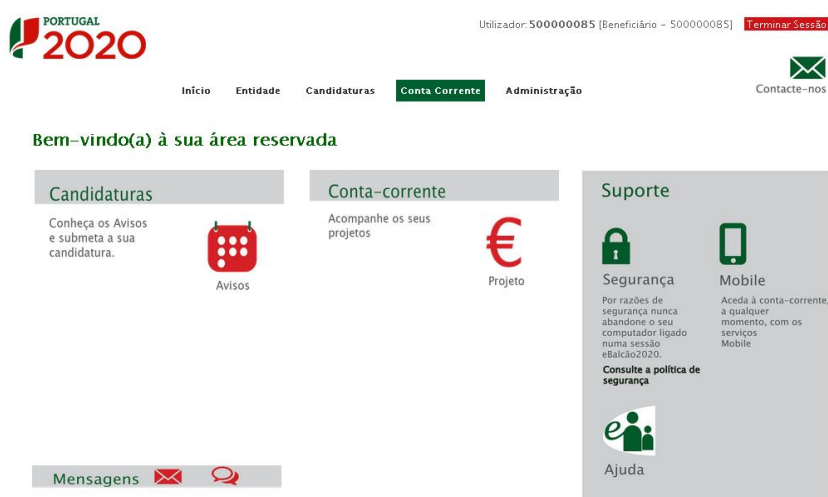 PORTUGAL
2020
Utilizador: 500000085 [Beneficiário - 500000085] Terminar Sessão
Contacte-nos
Início Entidade Candidaturas Conta Corrente Administração
Bem-vindo(a) à sua área reservada
Candidaturas
Conheça os Avisos
e submeta a sua
candidatura.
Avisos
Conta-corrente
Acompanhe os seus
projetos
€
Projeto
Suporte
Segurança
Por razões de
segurança nunca
abandone o seu
computador ligado
numa sessão
eBalcão2020.
Consulte a política de
segurança
Mobile
Aceda à conta-corrente,
a qualquer
momento, com os
serviços
Mobile
e
Ajuda
Mensagens